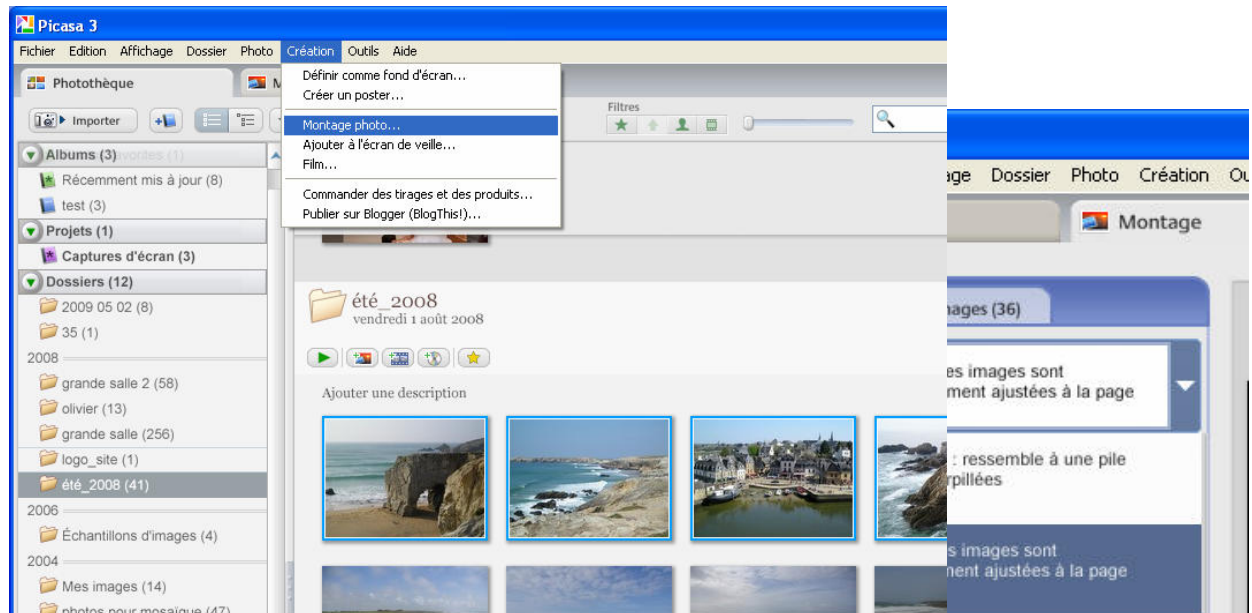 Picasa 3
Fichier Edition Affichage Dossier Photo Création Outils Aide
Photothèque
Définir comme fond d'écran...
Créer un poster...
Montage photo...
Ajouter à l'écran de veille...
Film...
Commander des tirages et des produits...
Publier sur Blogger (BlogThis!)...
Importer
Filtres
Albums (3)
Récemment mis à jour (8)
test (3)
Projets (1)
Captures d'écran (3)
Dossiers (12)
2009 05 02 (8)
35 (1)
2008
grande salle 2 (58)
olivier (13)
grande salle (256)
logo_site (1)
été_2008 (41)
2006
Échantillons d'images (4)
2004
Mes images (14)
photos pour mosaïque (47)
été_2008
vendredi 1 août 2008
Ajouter une description
age Dossier Photo Création Ou
Montage
ages (36)
es images sont
ment ajustées à la page
: ressemble à une pile
rpillées
s images sont
ment ajustées à la page